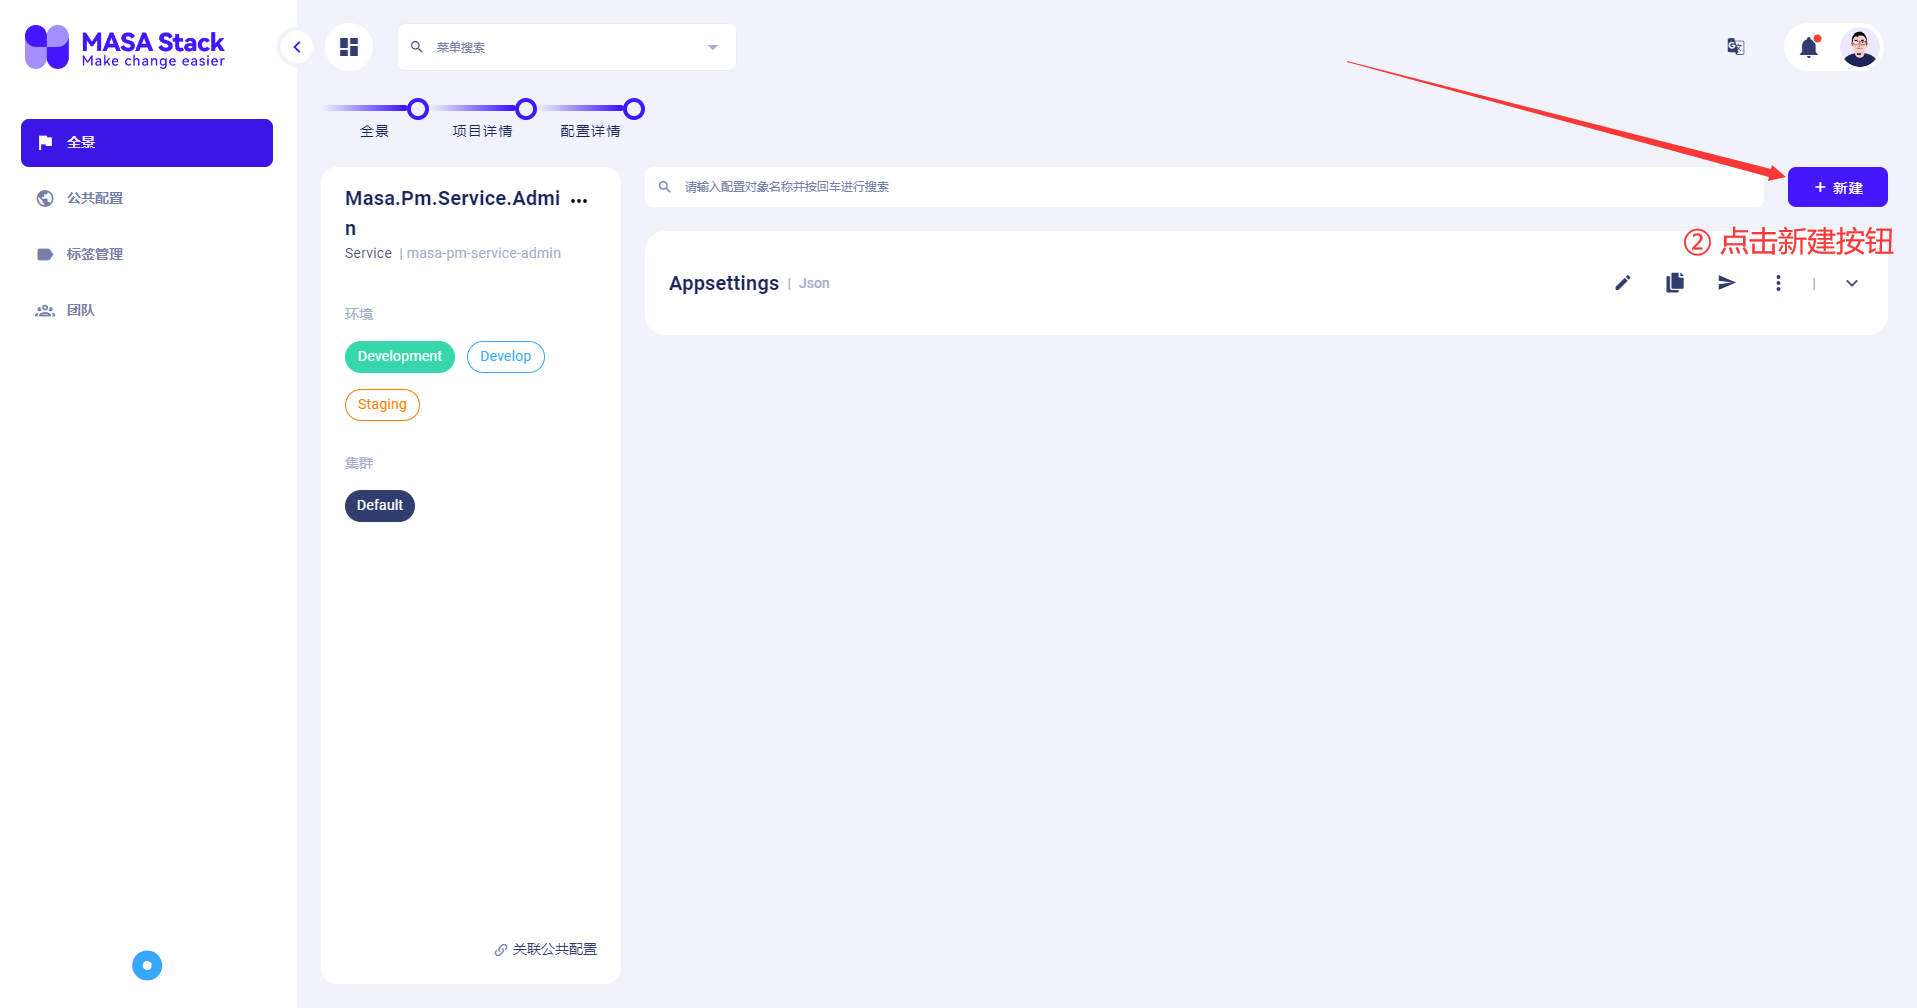 MASA Stack
Make change easier
菜单搜索
全景
项目详情
配置详情
全景
公共配置
标签管理
团队
Masa.Pm.Service.Admi
n
Service | masa-pm-service-admin
环境
Development
Develop
Staging
集群
Default
关联公共配置
请输入配置对象名称并按回车进行搜索
+ 新建
② 点击新建按钮
Appsettings | Json